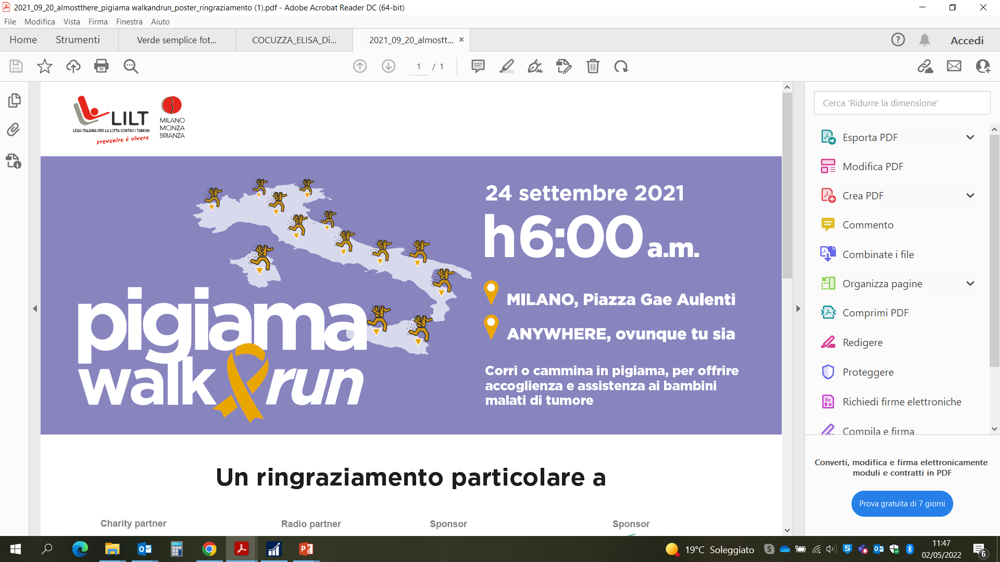 2021_09_20_almostthere_pigiama walkandrun_poster_ringraziamento (1).pdf - Adobe Acrobat Reader DC (64-bit)
File Modifica Vista Firma Finestra Aiuto
Home Strumenti Verde semplice fot... COCUZZA_ELISA_Di... 2021_09_20_almostt... Accedi
1 / 1
LILT
LEGA ITALIANA PER LA LOTTA CONTRO I TUMORI
prevenire è vivere
MILANO
MONZA
BRIANZA
24 settembre 2021
h6:00 a.m.
MILANO, Piazza Gae Aulenti
ANYWHERE, ovunque tu sia
Corri o cammina in pigiama, per offrire
accoglienza e assistenza ai bambini
malati di tumore
pigiama
walk run
Un ringraziamento particolare a
Charity partner Radio partner Sponsor Sponsor
Cerca 'Ridurre la dimensione'
Esporta PDF
Modifica PDF
Crea PDF
Commento
Combinate i file
Organizza pagine
Comprimi PDF
Redigere
Proteggere
Richiedi firme elettroniche
Compila e firma
Converti, modifica e firma elettronicamente
moduli e contratti in PDF
Prova gratuita di 7 giorni
19°C Soleggiato
11:47
02/05/2022
6